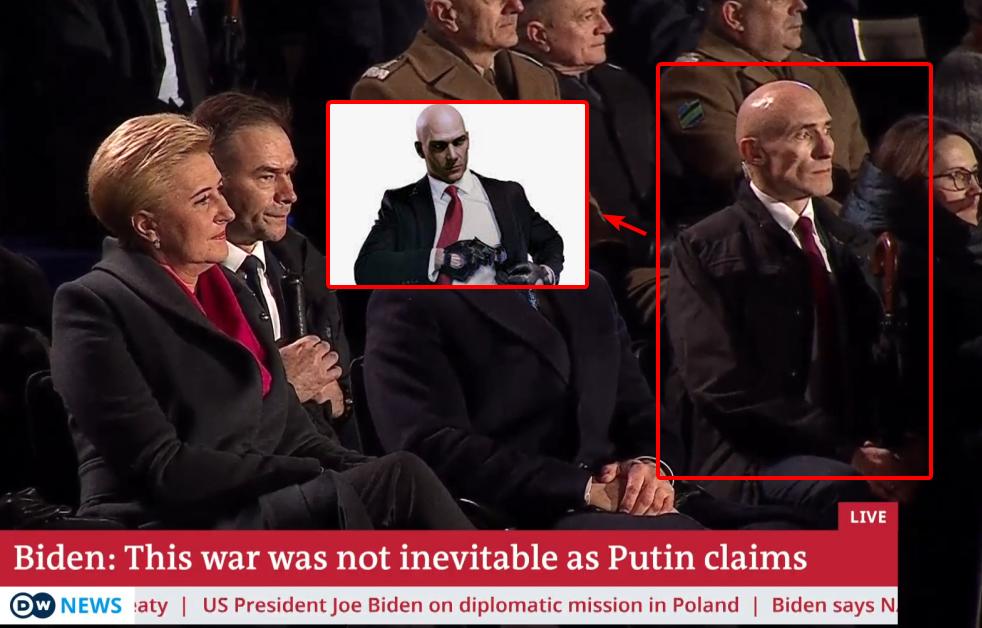 LIVE
Biden: This war was not inevitable as Putin claims
DW NEWS eaty | US President Joe Biden on diplomatic mission in Poland | Biden says N